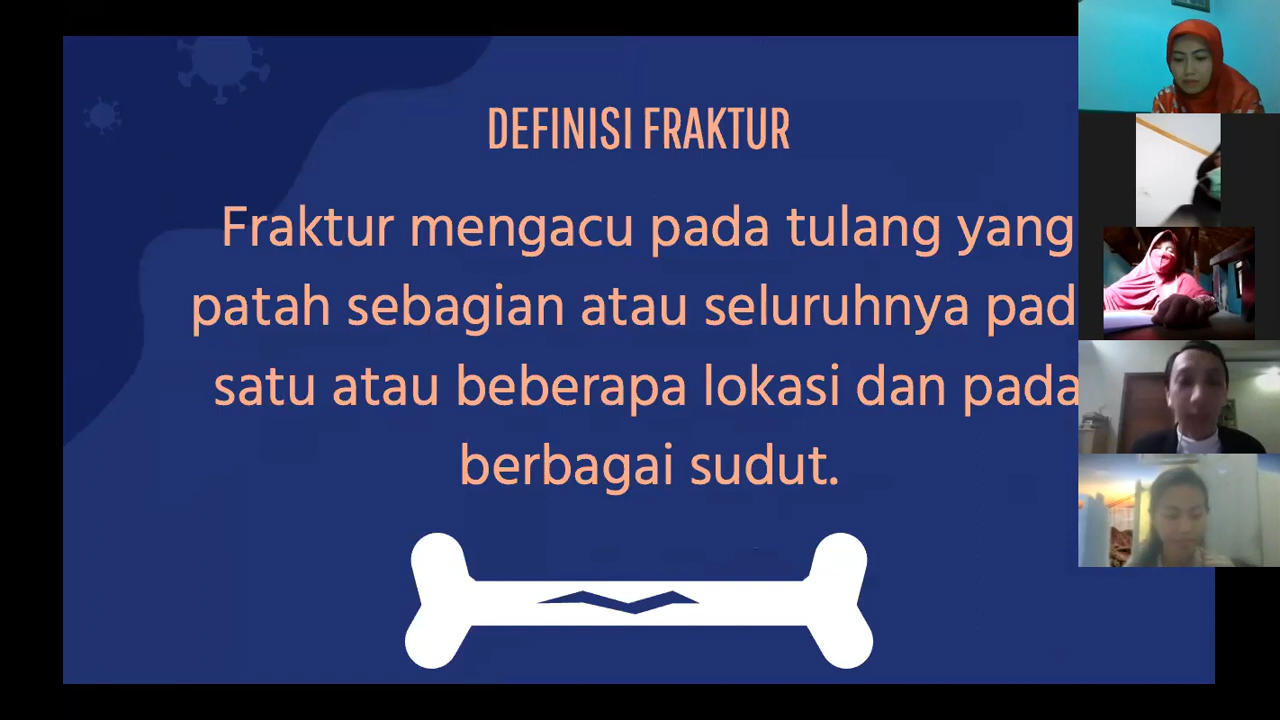 DEFINISI FRAKTUR
Fraktur mengacu pada tulang yang
patah sebagian atau seluruhnya pad
satu atau beberapa lokasi dan pada
berbagai sudut.